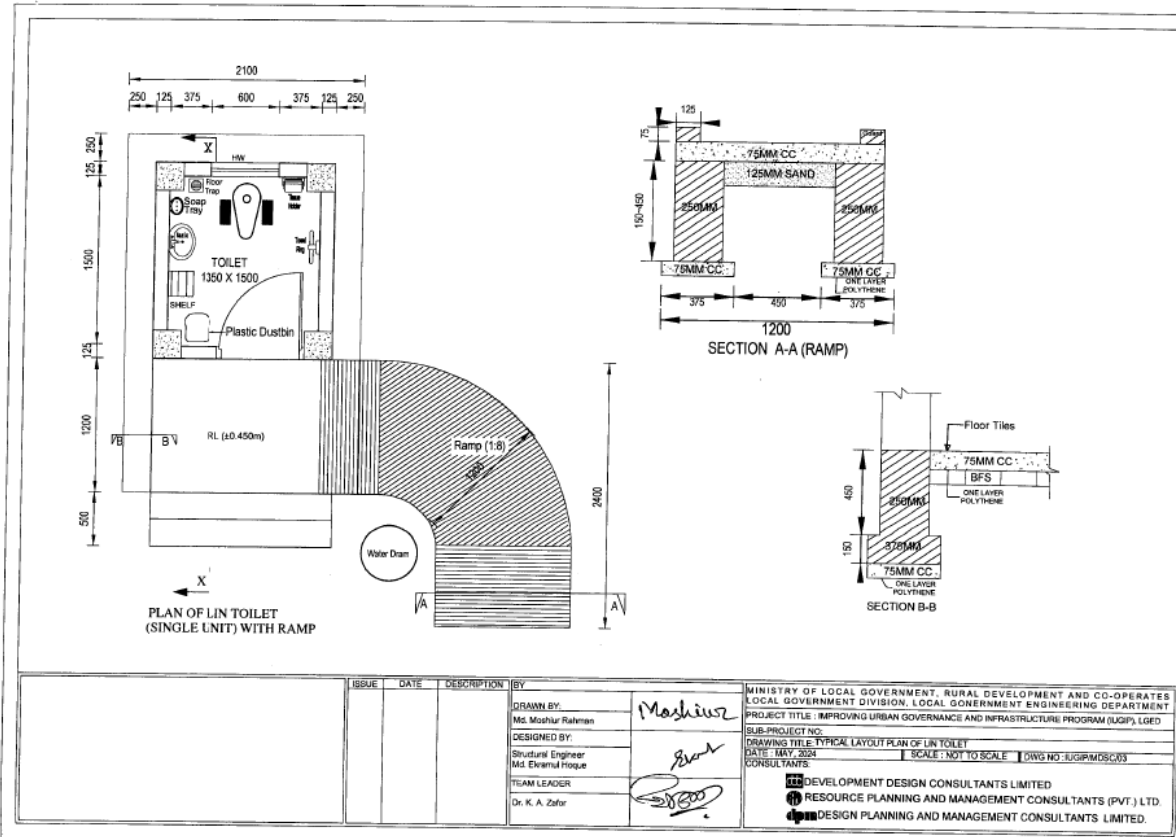 2100
250 125 375 600 375 125 250
250
125
1500
125
1200
500
X
HW
Floor
Trap
Soap
Tray
Tissue
Holder
Towel
Ring
TOILET
1350 X 1500
SHELF
Plastic Dustbin
B B
RL (±0.450m)
Ramp (1:8)
1200
2400
Water Dram
A A
X
PLAN OF LIN TOILET
(SINGLE UNIT) WITH RAMP
125
75
75MM CC
125MM SAND
150~450
250MM 250MM
75MM CC 75MM CC
ONE LAYER
POLYTHENE
375 450 375
1200
SECTION A-A (RAMP)
Floor Tiles
75MM CC
BFS
ONE LAYER
POLYTHENE
450
250MM
150
375MM
75MM CC
ONE LAYER
POLYTHENE
SECTION B-B
ISSUE DATE DESCRIPTION BY
DRAWN BY:
Md. Moshiur Rahman
Moshiur
DESIGNED BY:
Structural Engineer
Md. Ekramul Hoque
TEAM LEADER
Dr. K. A. Zafor
MINISTRY OF LOCAL GOVERNMENT, RURAL DEVELOPMENT AND CO-OPERATES
LOCAL GOVERNMENT DIVISION, LOCAL GONERNMENT ENGINEERING DEPARTMENT
PROJECT TITLE : IMPROVING URBAN GOVERNANCE AND INFRASTRUCTURE PROGRAM (IUGIP), LGED
SUB-PROJECT NO:
DRAWING TITLE: TYPICAL LAYOUT PLAN OF LIN TOILET
DATE : MAY, 2024 SCALE : NOT TO SCALE DWG NO :IUGIP/MDSC/03
CONSULTANTS:
DEVELOPMENT DESIGN CONSULTANTS LIMITED
RESOURCE PLANNING AND MANAGEMENT CONSULTANTS (PVT.) LTD.
dpm DESIGN PLANNING AND MANAGEMENT CONSULTANTS LIMITED.